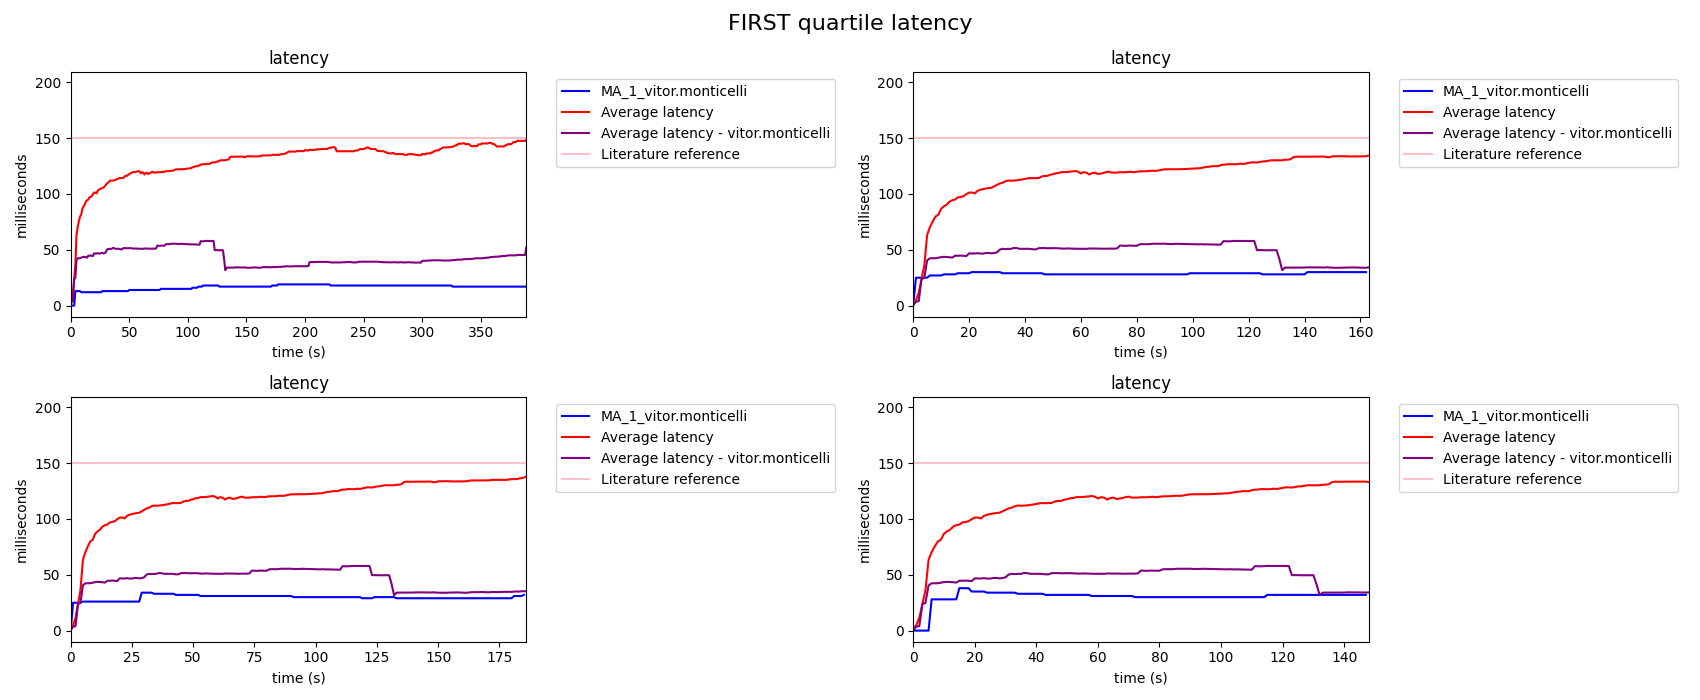 FIRST quartile latency
latency
200
150
100
50
0
milliseconds
0 50 100 150 200 250 300 350
time (s)
MA_1_vitor.monticelli
Average latency
Average latency - vitor.monticelli
Literature reference
latency
200
150
100
50
0
milliseconds
0 20 40 60 80 100 120 140 160
time (s)
MA_1_vitor.monticelli
Average latency
Average latency - vitor.monticelli
Literature reference
latency
200
150
100
50
0
milliseconds
0 25 50 75 100 125 150 175
time (s)
MA_1_vitor.monticelli
Average latency
Average latency - vitor.monticelli
Literature reference
latency
200
150
100
50
0
milliseconds
0 20 40 60 80 100 120 140
time (s)
MA_1_vitor.monticelli
Average latency
Average latency - vitor.monticelli
Literature reference